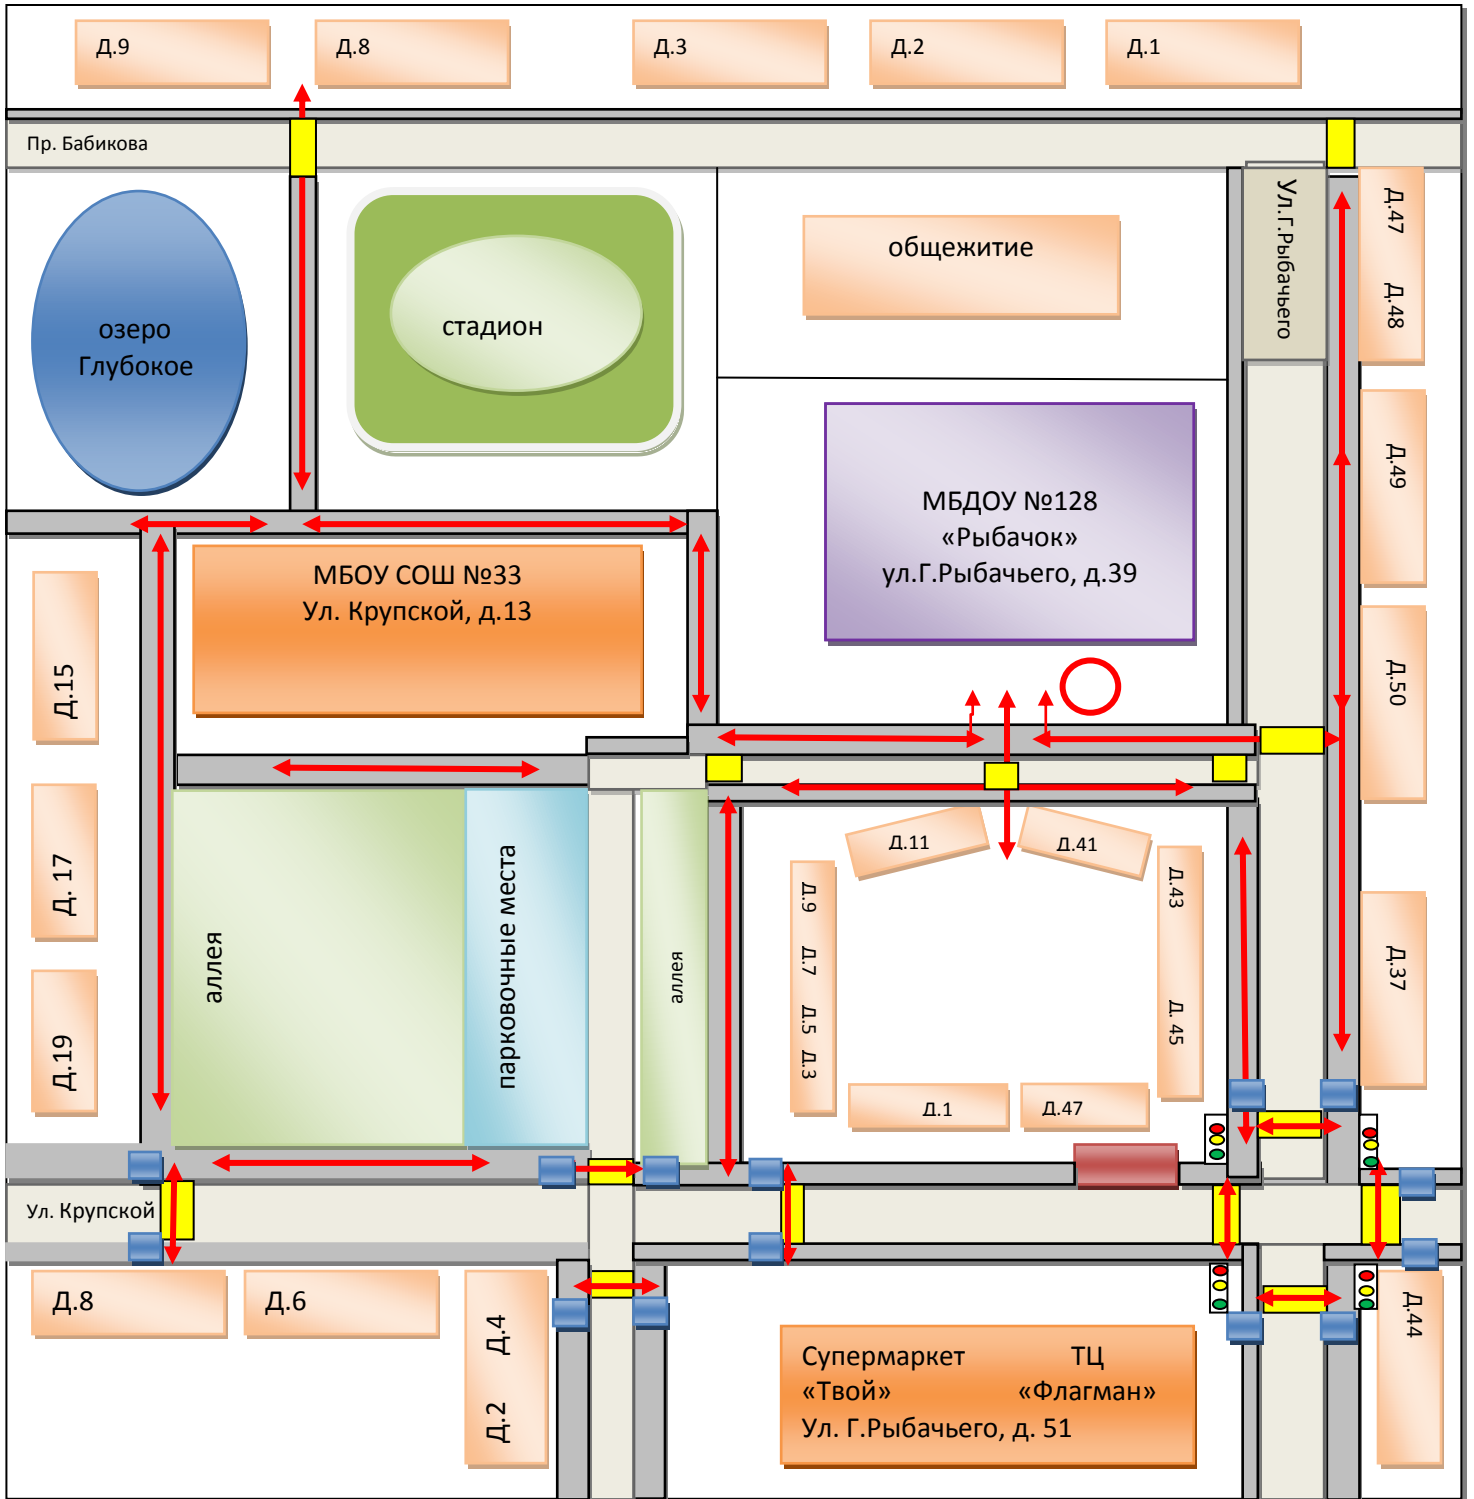 Д.9
Д.8
Д.3
Д.2
Д.1
Пр. Бабикова
Ул.Г.Рыбачьего
Д.47
Д.48
общежитие
стадион
озеро
Глубокое
Д.49
МБДОУ №128
«Рыбачок»
ул.Г.Рыбачьего, д.39
МБОУ СОШ №33
Ул. Крупской, д.13
Д.15
Д.50
Д.11
Д.41
Д. 17
аллея
парковочные места
аллея
Д.9
Д.7
Д.5
Д.3
Д.43
Д. 45
Д.37
Д.19
Д.1
Д.47
Ул. Крупской
Д.8
Д.6
Д.4
Д.2
Супермаркет ТЦ
«Твой» «Флагман»
Ул. Г.Рыбачьего, д. 51
Д.44